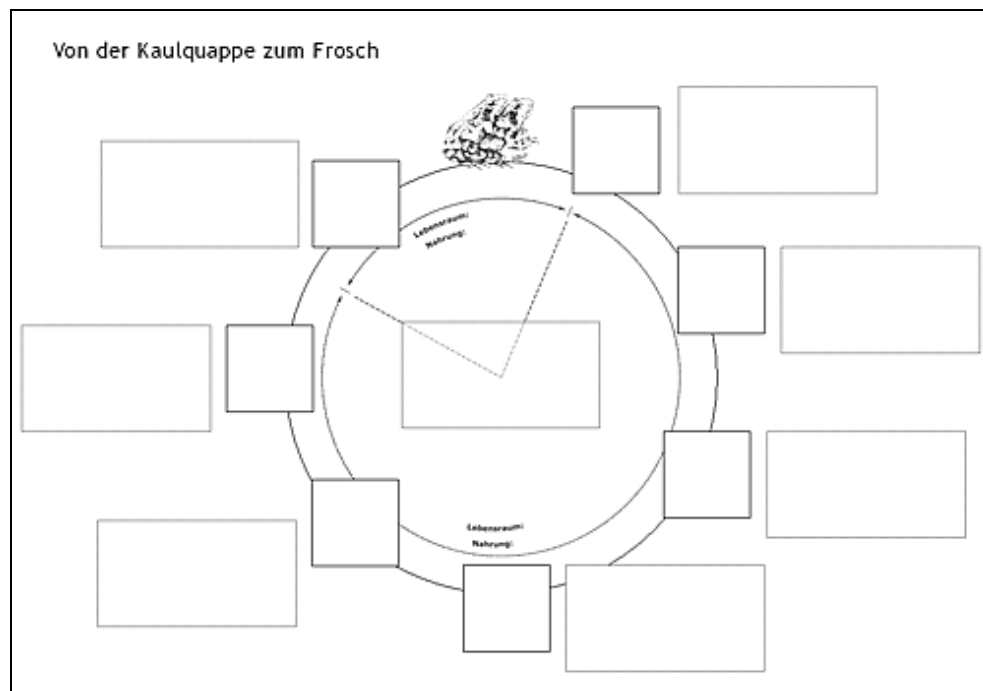 Von der Kaulquappe zum Frosch
Lebensraum:
Nahrung:
Lebensraum:
Nahrung: